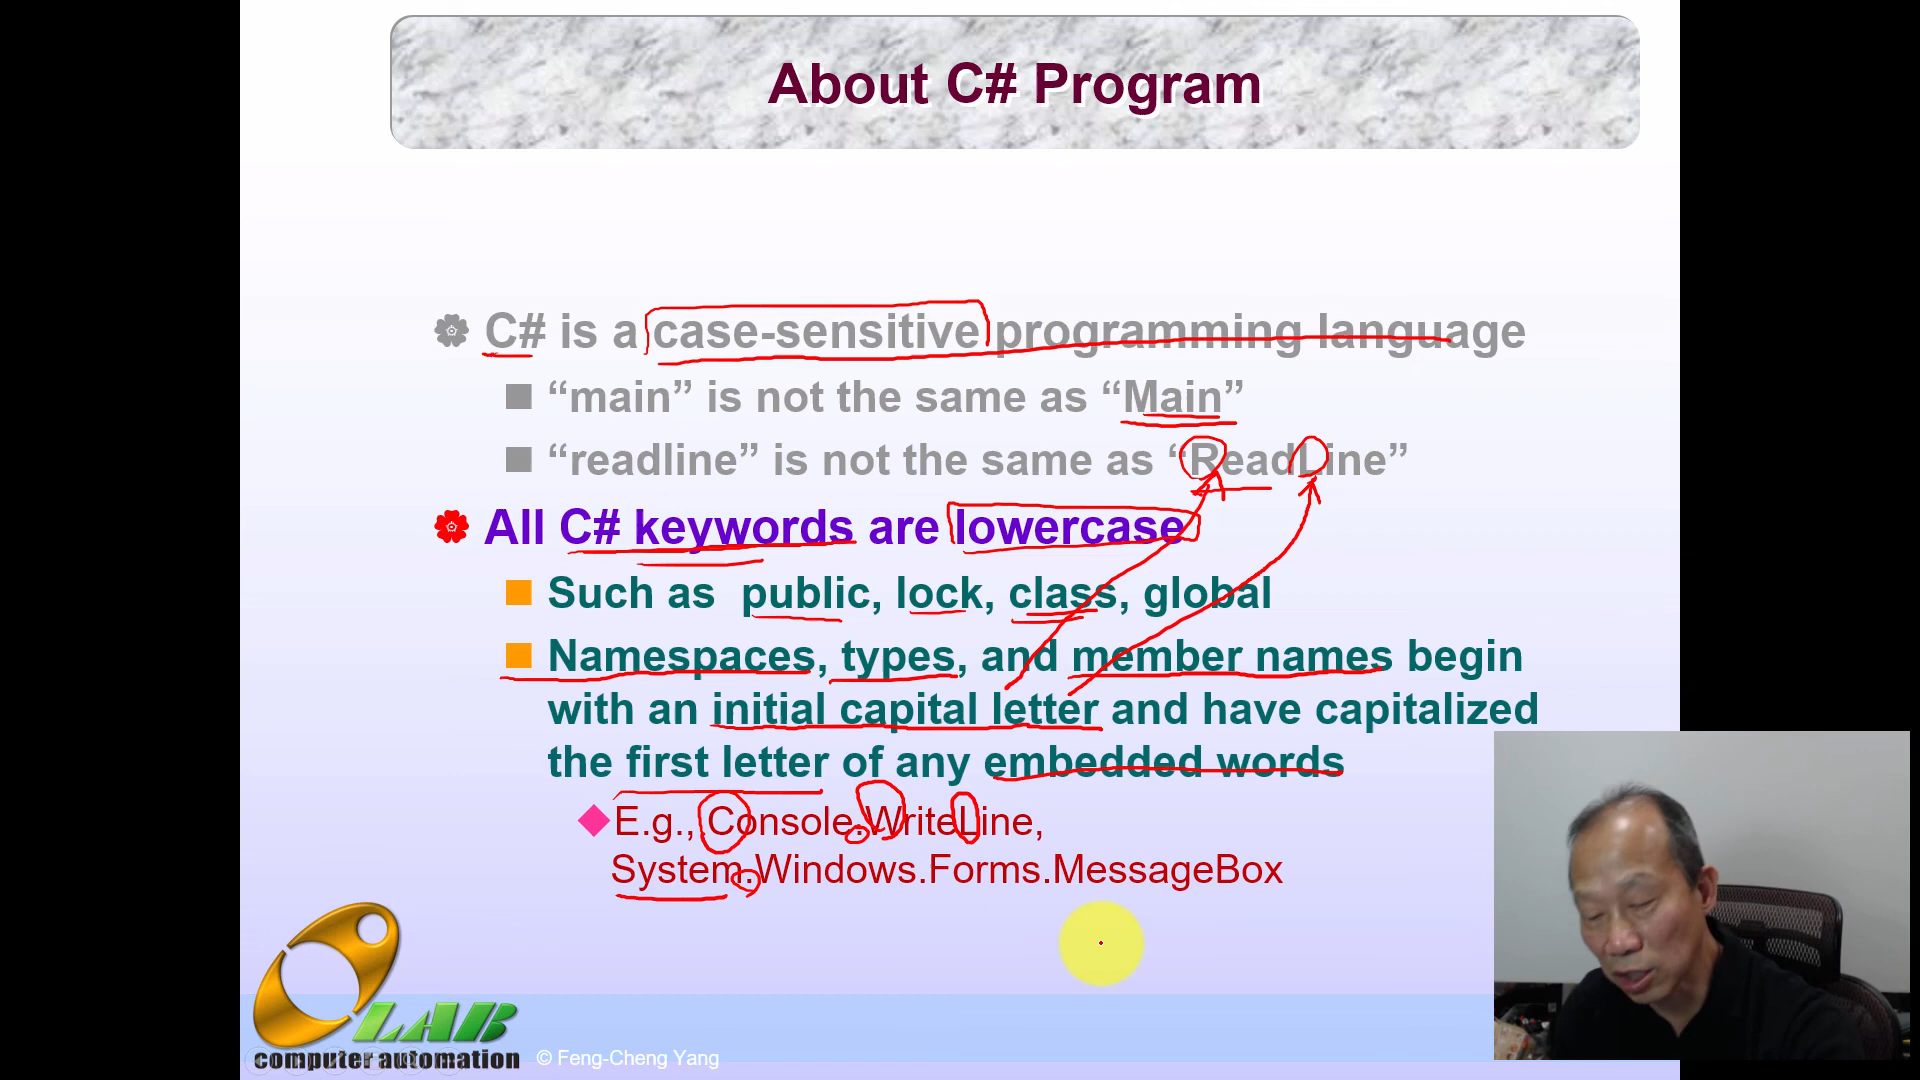 About C# Program
C# is a case-sensitive programming language
“main” is not the same as “Main”
“readline” is not the same as “ReadLine”
All C# keywords are lowercase
Such as public, lock, class, global
Namespaces, types, and member names begin
with an initial capital letter and have capitalized
the first letter of any embedded words
E.g., Console.WriteLine,
System.Windows.Forms.MessageBox
LAB
computer automation
© Feng-Cheng Yang